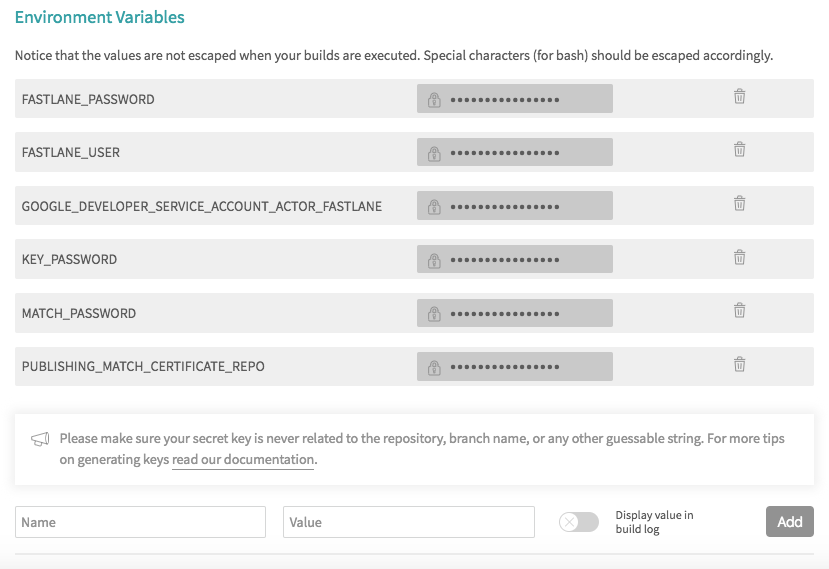 Environment Variables
Notice that the values are not escaped when your builds are executed. Special characters (for bash) should be escaped accordingly.
FASTLANE_PASSWORD ••••••••••••••••
FASTLANE_USER ••••••••••••••••
GOOGLE_DEVELOPER_SERVICE_ACCOUNT_ACTOR_FASTLANE ••••••••••••••••
KEY_PASSWORD ••••••••••••••••
MATCH_PASSWORD ••••••••••••••••
PUBLISHING_MATCH_CERTIFICATE_REPO ••••••••••••••••
Please make sure your secret key is never related to the repository, branch name, or any other guessable string. For more tips
on generating keys read our documentation.
Name
Value
Display value in
build log
Add